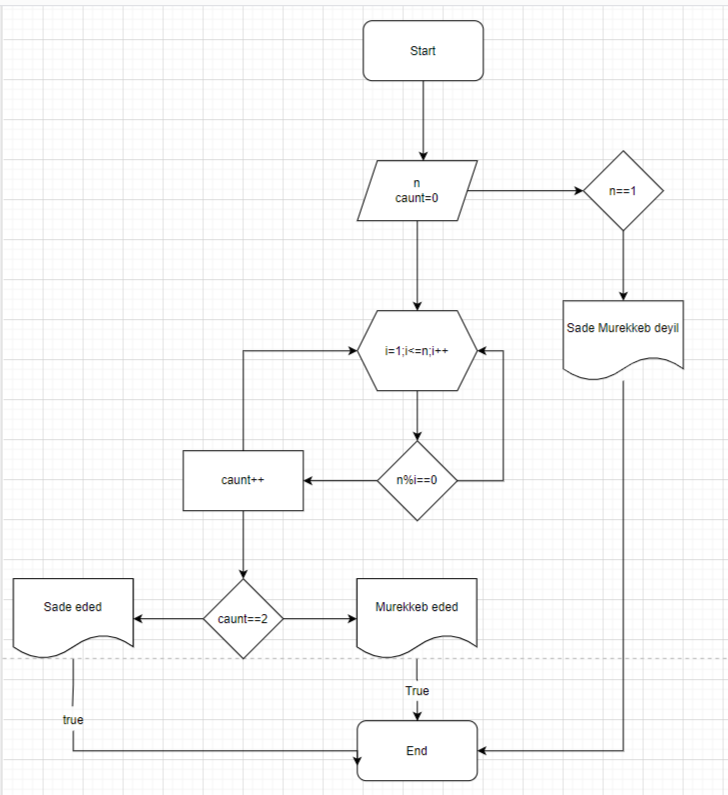 Start
n
caunt=0
n==1
Sade Murekkeb deyil
i=1;i<=n;i++
caunt++
n%i==0
Sade eded
caunt==2
Murekkeb eded
True
true
End